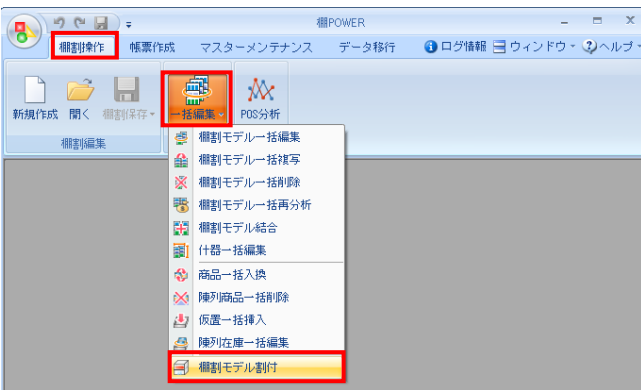 棚POWER
棚割操作 帳票作成 マスターメンテナンス データ移行 ログ情報 ウィンドウ ヘルプ
新規作成 開く 棚割保存 一括編集 POS分析
棚割編集
棚割モデル一括編集
棚割モデル一括複写
棚割モデル一括削除
棚割モデル一括再分析
棚割モデル結合
什器一括編集
商品一括入換
陳列商品一括削除
仮置一括挿入
陳列在庫一括編集
棚割モデル割付